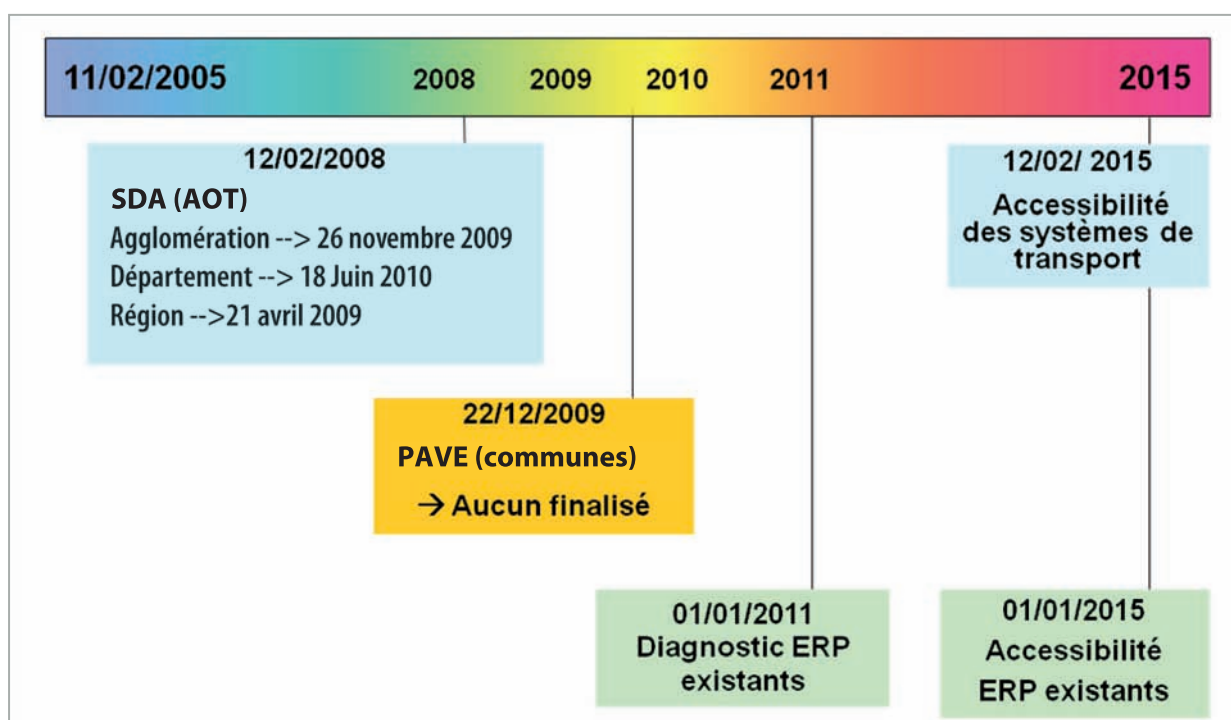 11/02/2005 2008 2009 2010 2011 2015
12/02/2008
SDA (AOT)
Agglomération --> 26 novembre 2009
Département --> 18 Juin 2010
Région -->21 avril 2009
12/02/ 2015
Accessibilité
des systèmes de
transport
22/12/2009
PAVE (communes)
→ Aucun finalisé
01/01/2011
Diagnostic ERP
existants
01/01/2015
Accessibilité
ERP existants